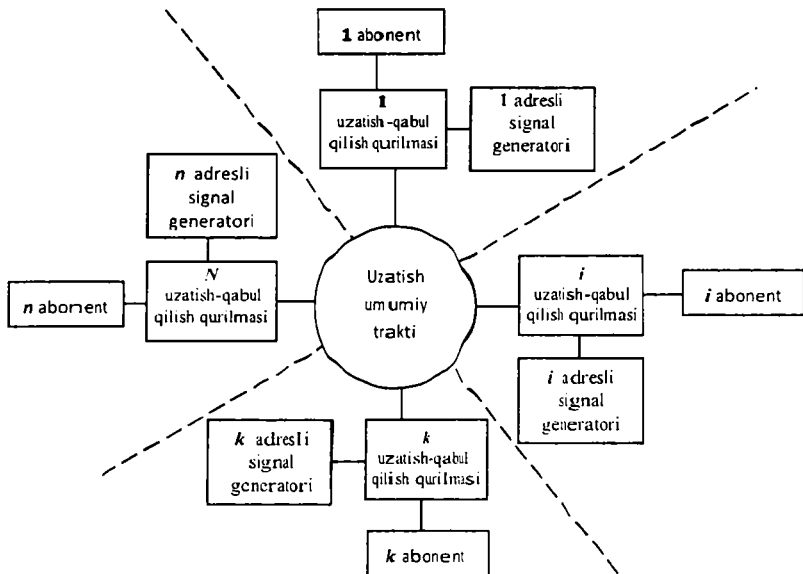 1 abonent
1
uzatish-qabul
qilish qurilmasi
1 adresli
signal
generatori
n adresli
signal
generatori
N
uzatish-qabul
qilish qurilmasi
n abonent
Uzatish
umumiy
trakti
i
uzatish-qabul
qilish qurilmasi
i abonent
i adresli
signal
generatori
k adresli
signal
generatori
k
uzatish-qabul
qilish qurilmasi
k abonent